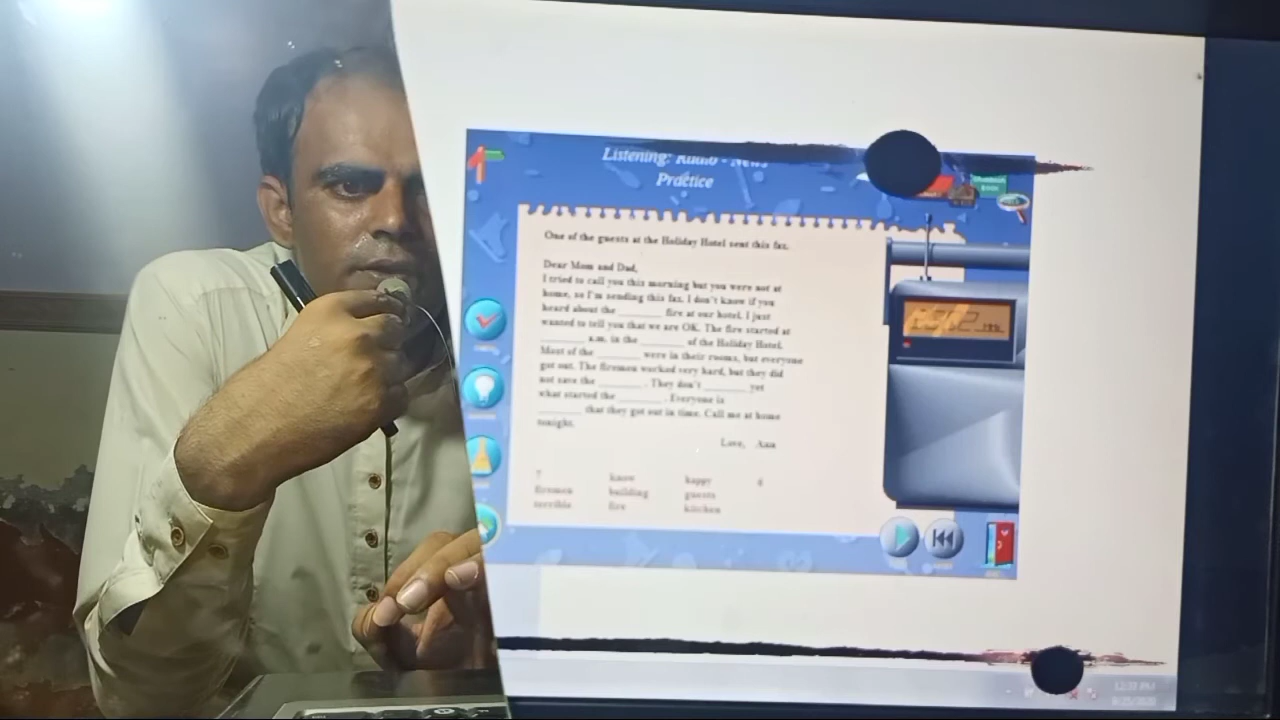 Listening: Radio - News
Practice
One of the guests at the Holiday Hotel sent this fax.
Dear Mom and Dad,
I tried to call you this morning but you were not at
home, so I'm sending this fax. I don't know if you
heard about the ________ fire at our hotel. I just
wanted to tell you that we are OK. The fire started at
________ a.m. in the ________ of the Holiday Hotel.
Most of the ________ were in their rooms, but everyone
got out. The firemen worked very hard, but they did
not save the ________ . They don't ________ yet
what started the ________ . Everyone is
________ that they got out in time. Call me at home
tonight.
Love, Ann
7 know happy
firemen building guests
terrible fire kitchen
12:33 PM